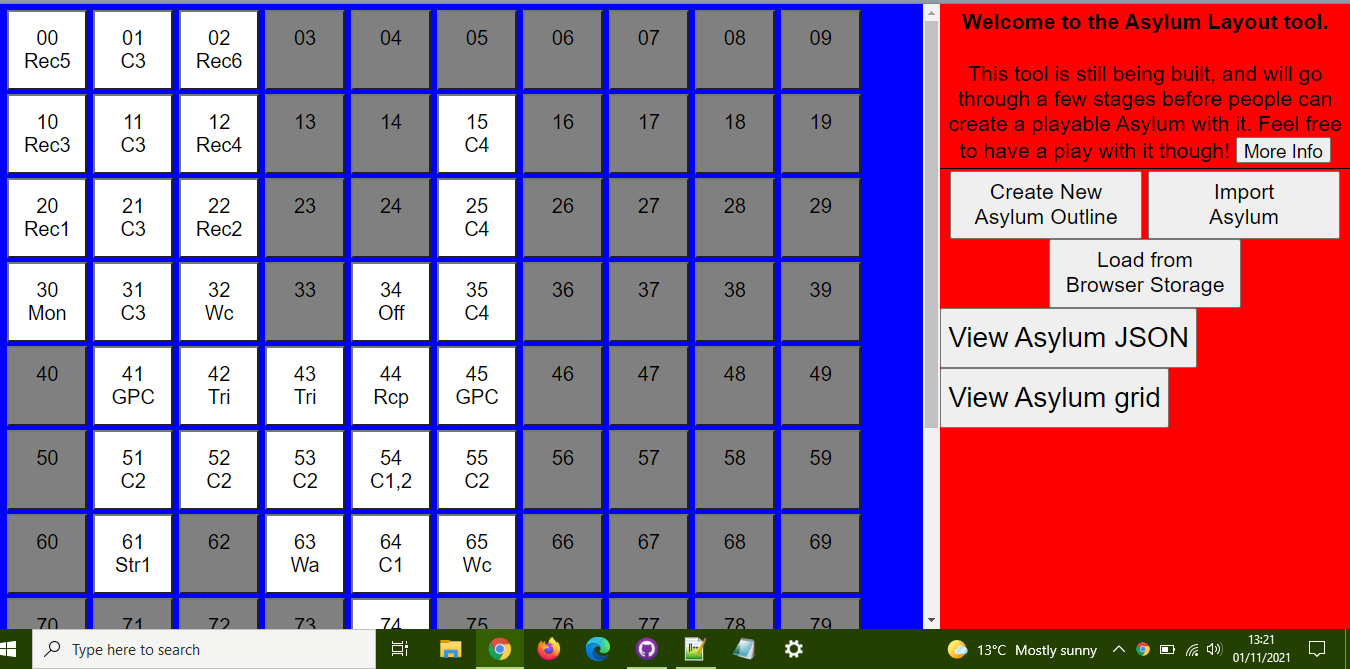 00 01 02 03 04 05 06 07 08 09
Rec5 C3 Rec6
10 11 12 13 14 15 16 17 18 19
Rec3 C3 Rec4 C4
20 21 22 23 24 25 26 27 28 29
Rec1 C3 Rec2 C4
30 31 32 33 34 35 36 37 38 39
Mon C3 Wc Off C4
40 41 42 43 44 45 46 47 48 49
GPC Tri Tri Rcp GPC
50 51 52 53 54 55 56 57 58 59
C2 C2 C2 C1,2 C2
60 61 62 63 64 65 66 67 68 69
Str1 Wa C1 Wc
70 71 72 73 74 75 76 77 78 79
Welcome to the Asylum Layout tool.
This tool is still being built, and will go
through a few stages before people can
create a playable Asylum with it. Feel free
to have a play with it though! More Info
Create New
Asylum Outline
Import
Asylum
Load from
Browser Storage
View Asylum JSON
View Asylum grid
Type here to search
13°C Mostly sunny
13:21
01/11/2021